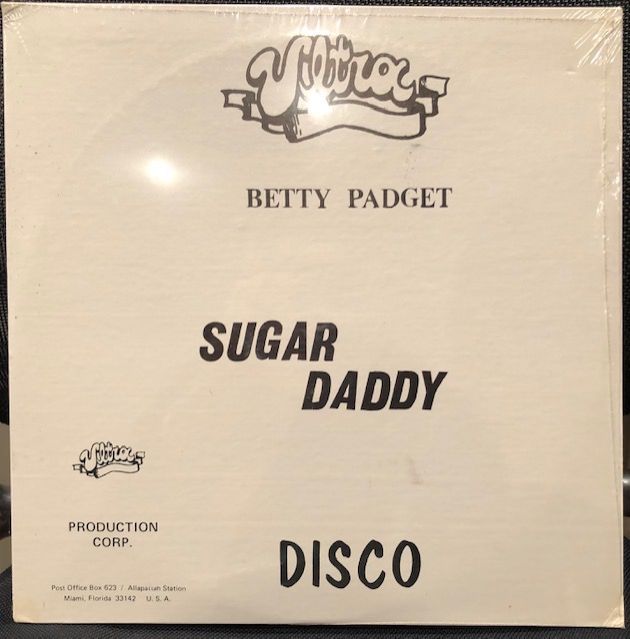 Ultra
BETTY PADGET
SUGAR
DADDY
Ultra
PRODUCTION
CORP.
DISCO
Post Office Box 623 / Allapattah Station
Miami, Florida 33142 U. S. A.